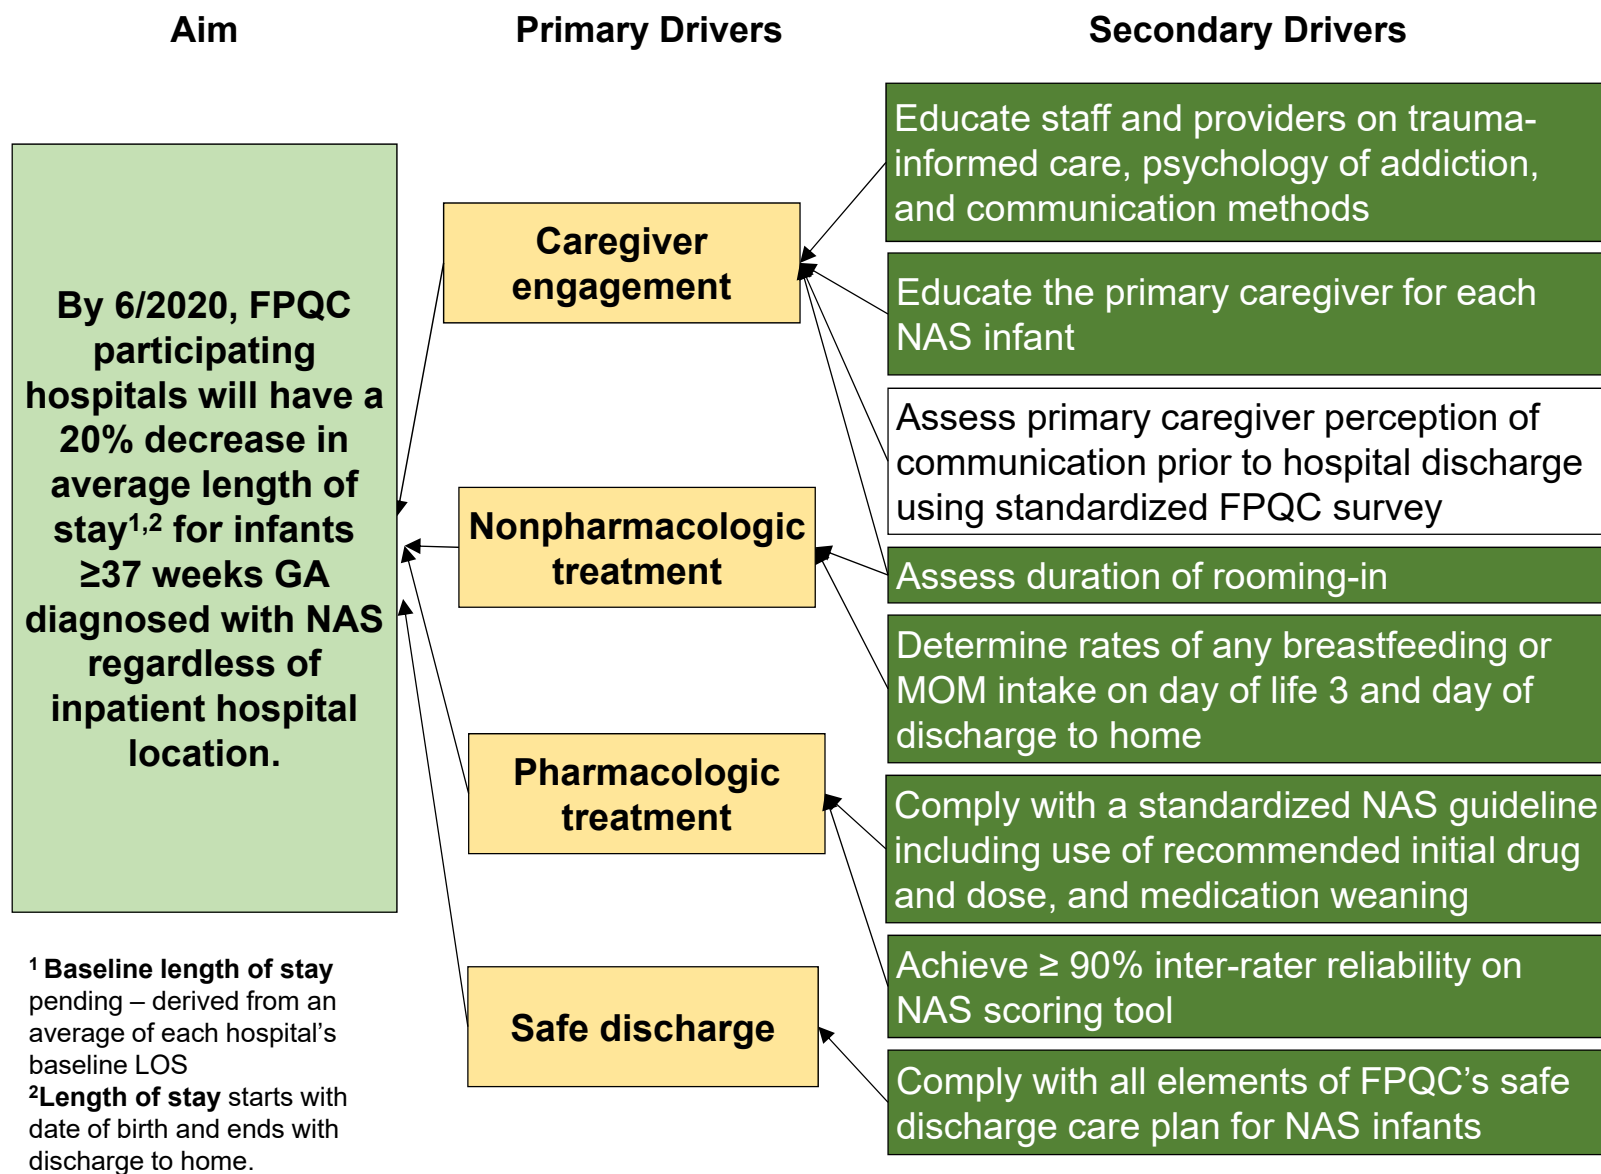 Aim
Primary Drivers
Secondary Drivers
By 6/2020, FPQC
participating
hospitals will have a
20% decrease in
average length of
stay1,2 for infants
≥37 weeks GA
diagnosed with NAS
regardless of
inpatient hospital
location.
1 Baseline length of stay
pending – derived from an
average of each hospital’s
baseline LOS
2Length of stay starts with
date of birth and ends with
discharge to home.
Caregiver
engagement
Nonpharmacologic
treatment
Pharmacologic
treatment
Safe discharge
Educate staff and providers on trauma-
informed care, psychology of addiction,
and communication methods
Educate the primary caregiver for each
NAS infant
Assess primary caregiver perception of
communication prior to hospital discharge
using standardized FPQC survey
Assess duration of rooming-in
Determine rates of any breastfeeding or
MOM intake on day of life 3 and day of
discharge to home
Comply with a standardized NAS guideline
including use of recommended initial drug
and dose, and medication weaning
Achieve ≥ 90% inter-rater reliability on
NAS scoring tool
Comply with all elements of FPQC’s safe
discharge care plan for NAS infants